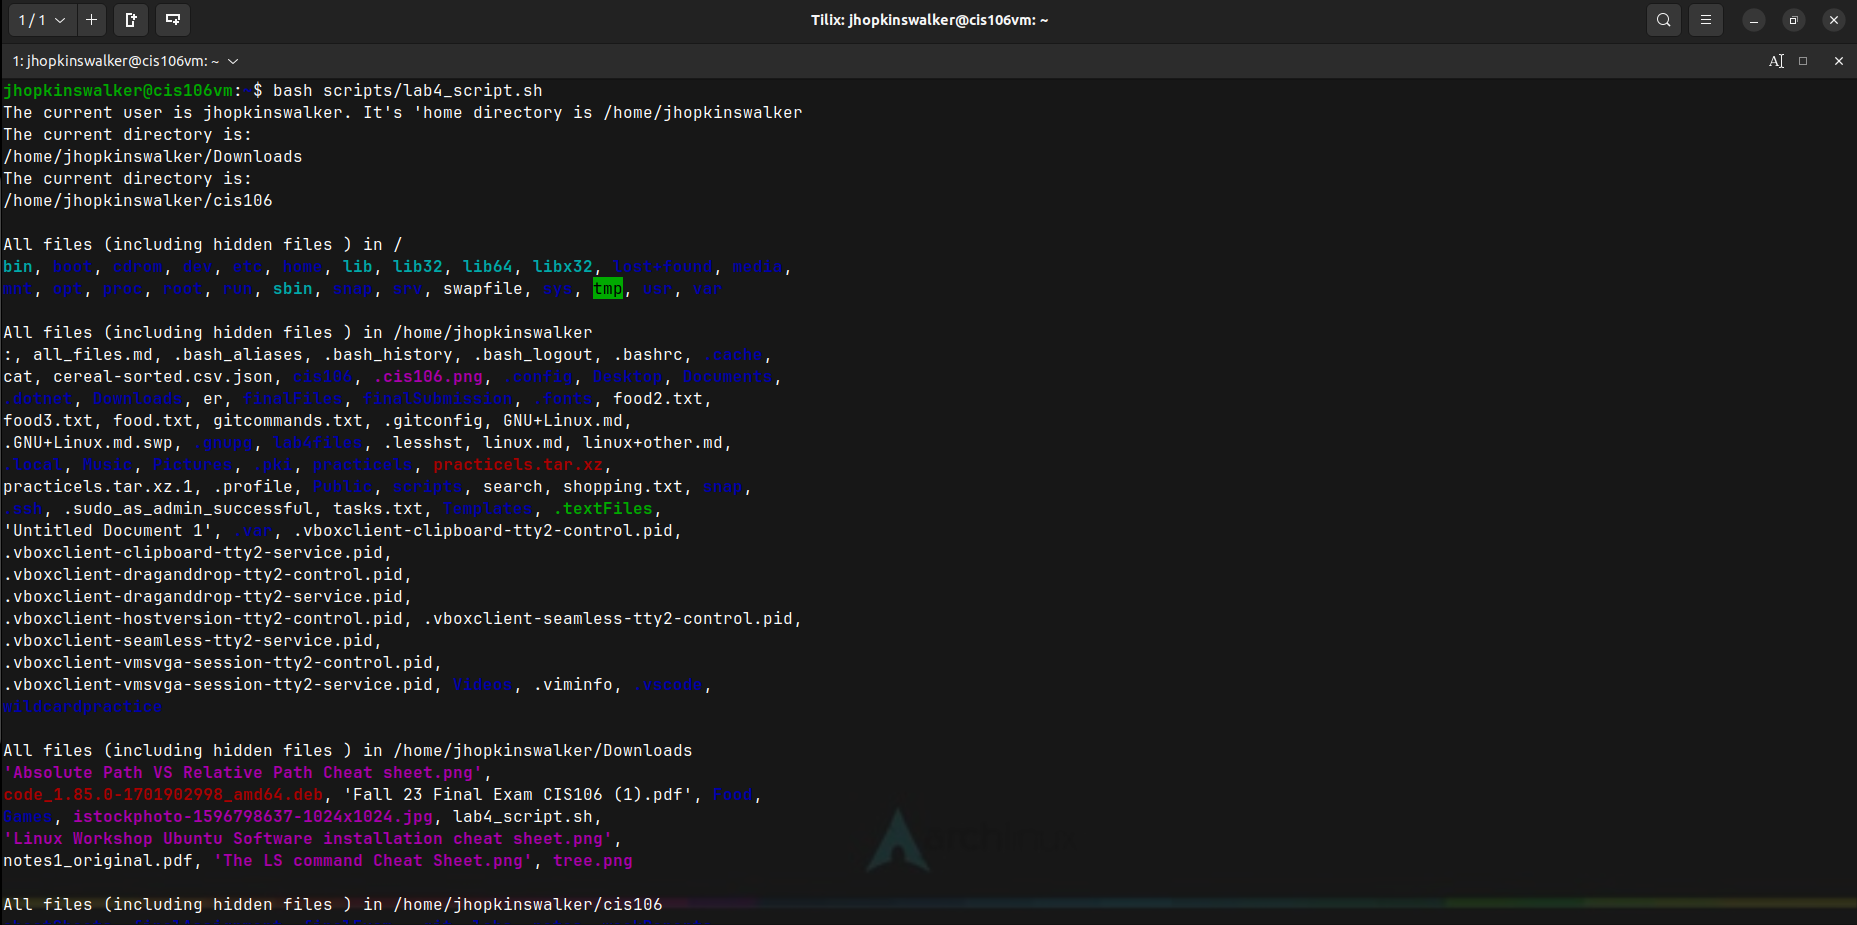 1 / 1
Tilix: jhopkinswalker@cis106vm: ~
1: jhopkinswalker@cis106vm: ~
jhopkinswalker@cis106vm:~$ bash scripts/lab4_script.sh
The current user is jhopkinswalker. It's 'home directory is /home/jhopkinswalker
The current directory is:
/home/jhopkinswalker/Downloads
The current directory is:
/home/jhopkinswalker/cis106
All files (including hidden files ) in /
bin, boot, cdrom, dev, etc, home, lib, lib32, lib64, libx32, lost+found, media,
mnt, opt, proc, root, run, sbin, snap, srv, swapfile, sys, tmp, usr, var
All files (including hidden files ) in /home/jhopkinswalker
:, all_files.md, .bash_aliases, .bash_history, .bash_logout, .bashrc, .cache,
cat, cereal-sorted.csv.json, cis106, .cis106.png, .config, Desktop, Documents,
.dotnet, Downloads, er, finalFiles, finalSubmission, .fonts, food2.txt,
food3.txt, food.txt, gitcommands.txt, .gitconfig, GNU+Linux.md,
.GNU+Linux.md.swp, .gnupg, lab4files, .lesshst, linux.md, linux+other.md,
.local, Music, Pictures, .pki, practicels, practicels.tar.xz,
practicels.tar.xz.1, .profile, Public, scripts, search, shopping.txt, snap,
.ssh, .sudo_as_admin_successful, tasks.txt, Templates, .textFiles,
'Untitled Document 1', .var, .vboxclient-clipboard-tty2-control.pid,
.vboxclient-clipboard-tty2-service.pid,
.vboxclient-draganddrop-tty2-control.pid,
.vboxclient-draganddrop-tty2-service.pid,
.vboxclient-hostversion-tty2-control.pid, .vboxclient-seamless-tty2-control.pid,
.vboxclient-seamless-tty2-service.pid,
.vboxclient-vmsvga-session-tty2-control.pid,
.vboxclient-vmsvga-session-tty2-service.pid, Videos, .viminfo, .vscode,
wildcardpractice
All files (including hidden files ) in /home/jhopkinswalker/Downloads
'Absolute Path VS Relative Path Cheat sheet.png',
code_1.85.0-1701902998_amd64.deb, 'Fall 23 Final Exam CIS106 (1).pdf', Food,
Games, istockphoto-1596798637-1024x1024.jpg, lab4_script.sh,
'Linux Workshop Ubuntu Software installation cheat sheet.png',
notes1_original.pdf, 'The LS command Cheat Sheet.png', tree.png
All files (including hidden files ) in /home/jhopkinswalker/cis106